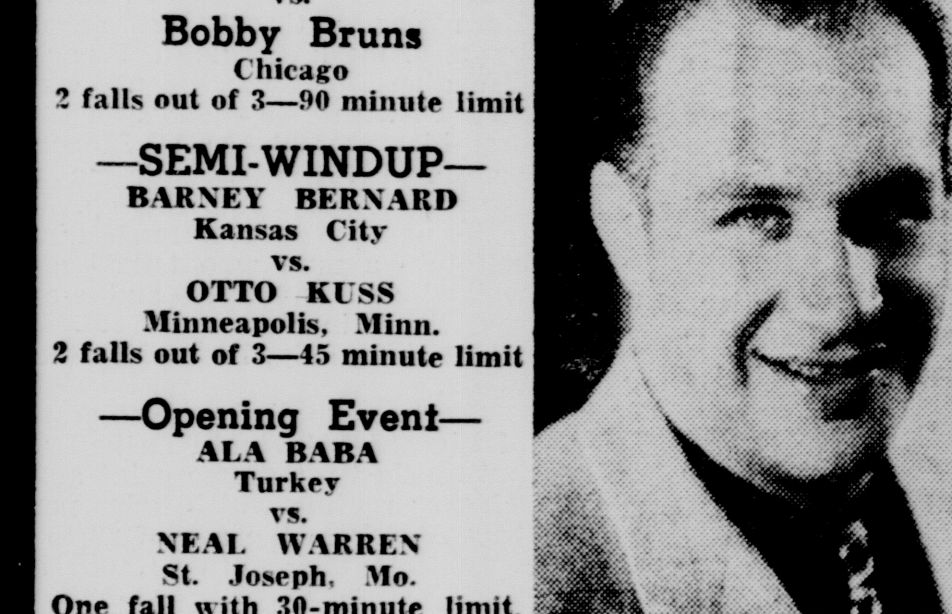 vs.
Bobby Bruns
Chicago
2 falls out of 3—90 minute limit
—SEMI-WINDUP—
BARNEY BERNARD
Kansas City
vs.
OTTO KUSS
Minneapolis, Minn.
2 falls out of 3—45 minute limit
—Opening Event—
ALA BABA
Turkey
vs.
NEAL WARREN
St. Joseph, Mo.
One fall with 30-minute limit.